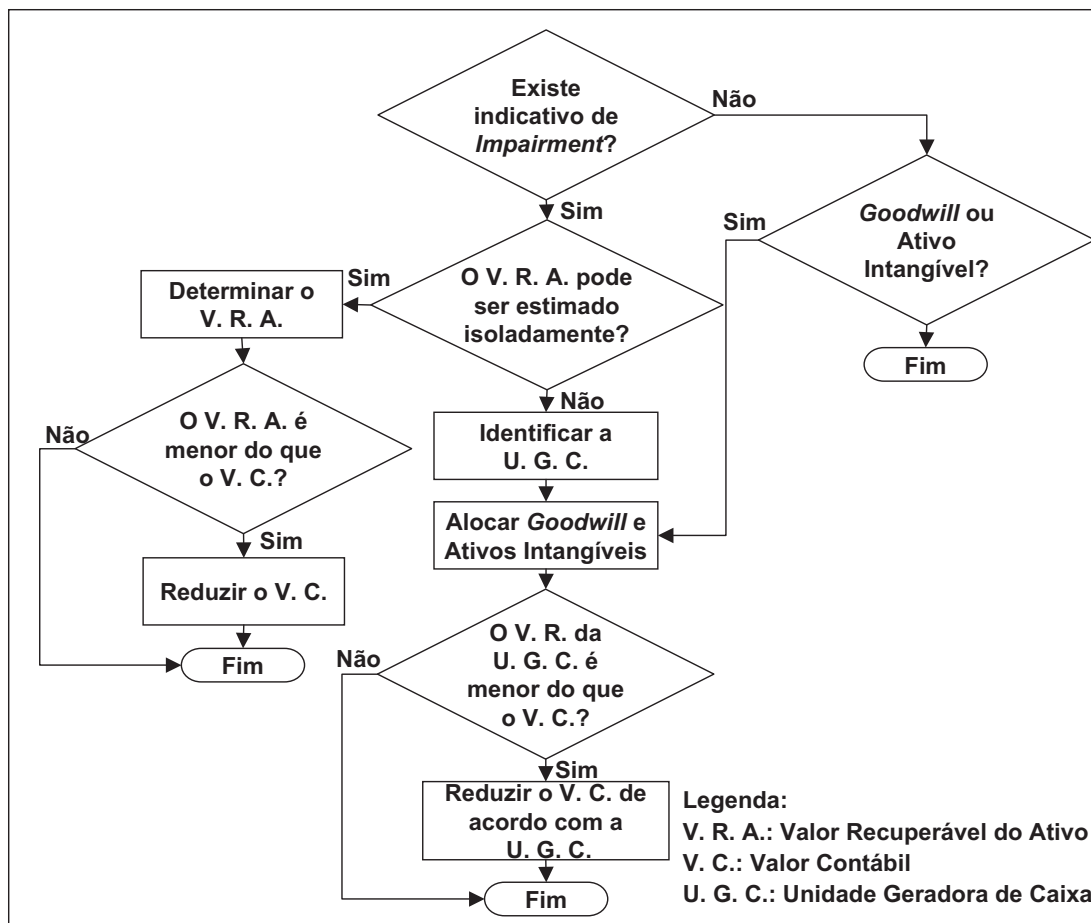 Existe
indicativo de
Impairment?
Não
Sim
Goodwill ou
Ativo
Intangível?
Sim
Fim
O V. R. A. pode
ser estimado
isoladamente?
Sim
Determinar o
V. R. A.
Não
O V. R. A. é
menor do que
o V. C.?
Não
Sim
Reduzir o V. C.
Fim
Identificar a
U. G. C.
Alocar Goodwill e
Ativos Intangíveis
O V. R. da
U. G. C. é
menor do que
o V. C.?
Não
Sim
Reduzir o V. C. de
acordo com a
U. G. C.
Fim
Legenda:
V. R. A.: Valor Recuperável do Ativo
V. C.: Valor Contábil
U. G. C.: Unidade Geradora de Caixa